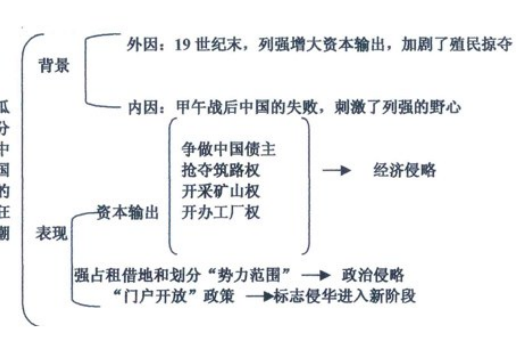 瓜分中国的狂潮
背景
外因：19 世纪末，列强增大资本输出，加剧了殖民掠夺
内因：甲午战后中国的失败，刺激了列强的野心
表现
资本输出
争做中国债主
抢夺筑路权
开采矿山权
开办工厂权
经济侵略
强占租借地和划分“势力范围” 政治侵略
“门户开放”政策 标志侵华进入新阶段